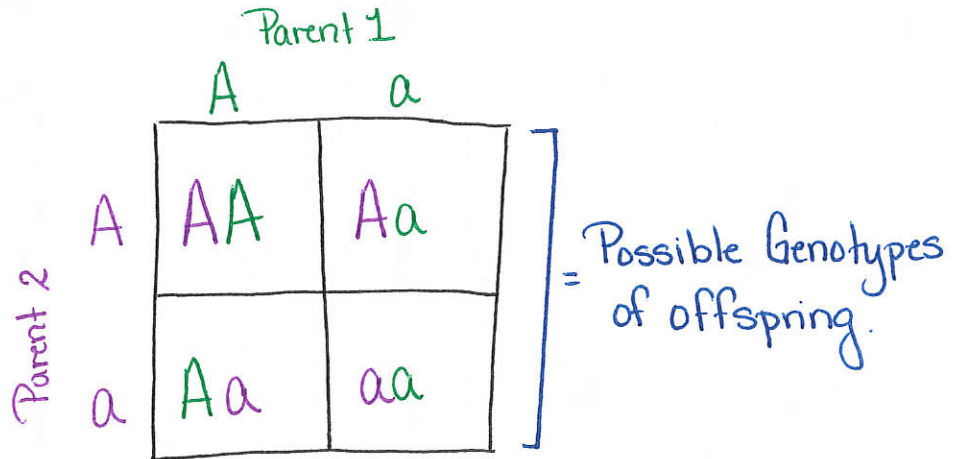 Parent 1
A a
A AA Aa
Parent 2
a Aa aa
= Possible Genotypes
of offspring.